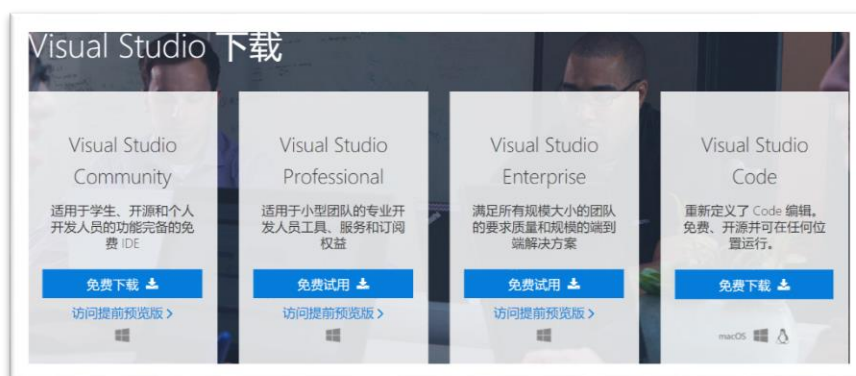 Visual Studio 下载
Visual Studio
Community
适用于学生、开源和个人
开发人员的功能完备的免
费 IDE
免费下载
访问提前预览版 >
Visual Studio
Professional
适用于小型团队的专业开
发人员工具、服务和订阅
权益
免费试用
访问提前预览版 >
Visual Studio
Enterprise
满足所有规模大小的团队
的要求质量和规模的端到
端解决方案
免费试用
访问提前预览版 >
Visual Studio
Code
重新定义了 Code 编辑。
免费、开源并可在任何位
置运行。
免费下载
macOS